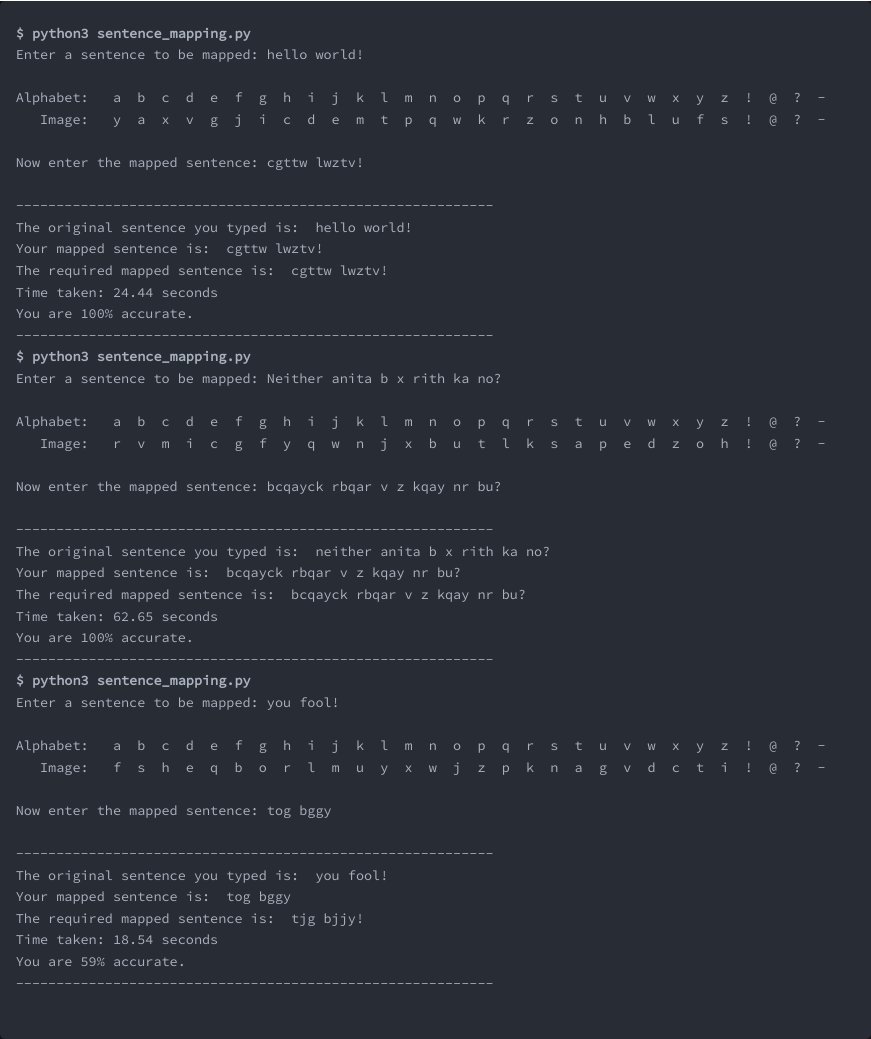 $ python3 sentence_mapping.py
Enter a sentence to be mapped: hello world!
Alphabet: a b c d e f g h i j k l m n o p q r s t u v w x y z ! @ ? -
Image: y a x v g j i c d e m t p q w k r z o n h b l u f s ! @ ? -
Now enter the mapped sentence: cgttw lwztv!
-----------------------------------------------------------
The original sentence you typed is:  hello world!
Your mapped sentence is:  cgttw lwztv!
The required mapped sentence is:  cgttw lwztv!
Time taken: 24.44 seconds
You are 100% accurate.
-----------------------------------------------------------
$ python3 sentence_mapping.py
Enter a sentence to be mapped: Neither anita b x rith ka no?
Alphabet: a b c d e f g h i j k l m n o p q r s t u v w x y z ! @ ? -
Image: r v m i c g f y q w n j x b u t l k s a p e d z o h ! @ ? -
Now enter the mapped sentence: bcqayck rbqar v z kqay nr bu?
-----------------------------------------------------------
The original sentence you typed is:  neither anita b x rith ka no?
Your mapped sentence is:  bcqayck rbqar v z kqay nr bu?
The required mapped sentence is:  bcqayck rbqar v z kqay nr bu?
Time taken: 62.65 seconds
You are 100% accurate.
-----------------------------------------------------------
$ python3 sentence_mapping.py
Enter a sentence to be mapped: you fool!
Alphabet: a b c d e f g h i j k l m n o p q r s t u v w x y z ! @ ? -
Image: f s h e q b o r l m u y x w j z p k n a g v d c t i ! @ ? -
Now enter the mapped sentence: tog bggy
-----------------------------------------------------------
The original sentence you typed is:  you fool!
Your mapped sentence is:  tog bggy
The required mapped sentence is:  tjg bjjy!
Time taken: 18.54 seconds
You are 59% accurate.
-----------------------------------------------------------